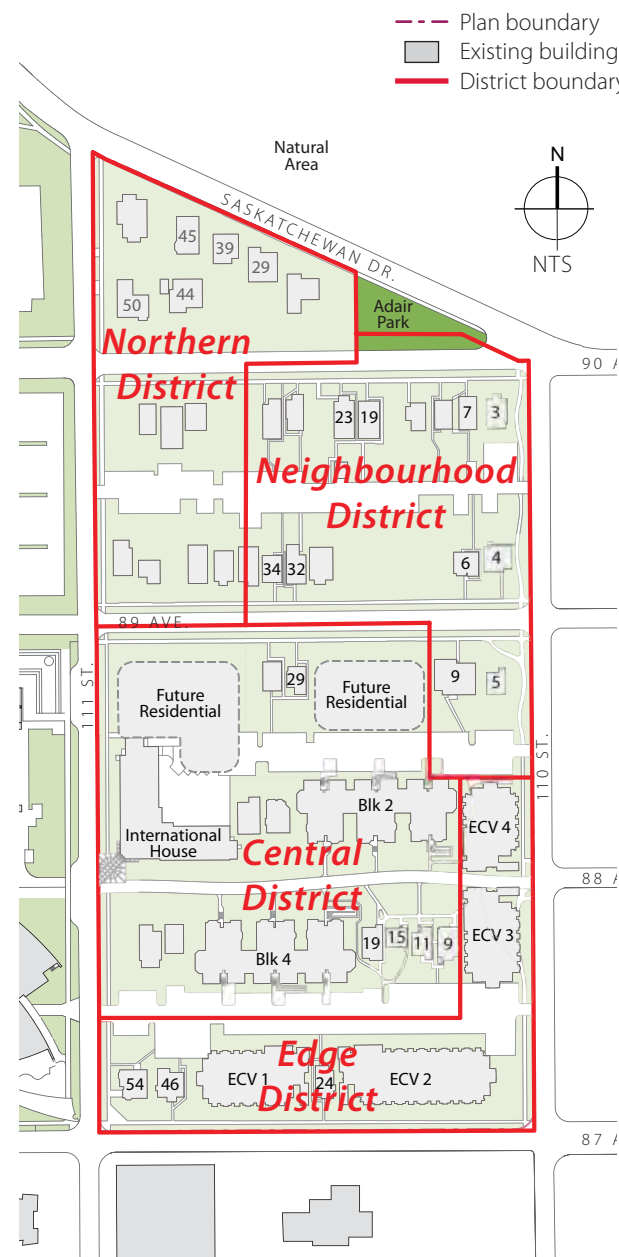 Plan boundary
Existing building
District boundary
Natural
Area
N
NTS
SASKATCHEWAN DR.
Adair
Park
45
39
29
50
44
Northern
District
90 A
23
19
7
3
Neighbourhood
District
34
32
6
4
89 AVE.
111 ST.
110 ST.
Future
Residential
29
Future
Residential
9
5
Blk 2
ECV 4
International
House
Central
District
88 A
19
15
11
9
ECV 3
Blk 4
Edge
District
54
46
ECV 1
24
ECV 2
87 A